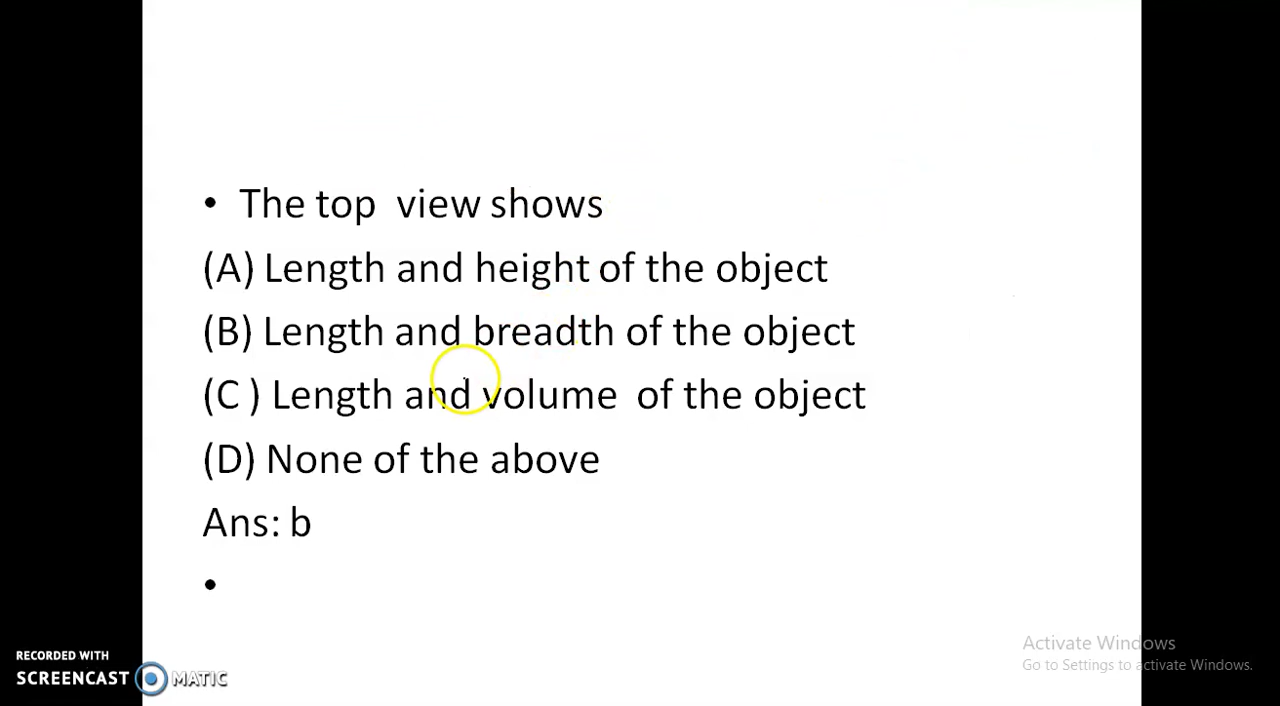 • The top  view shows
(A) Length and height of the object
(B) Length and breadth of the object
(C ) Length and volume  of the object
(D) None of the above
Ans: b
•
Activate Windows
Go to Settings to activate Windows.
RECORDED WITH
SCREENCAST MATIC